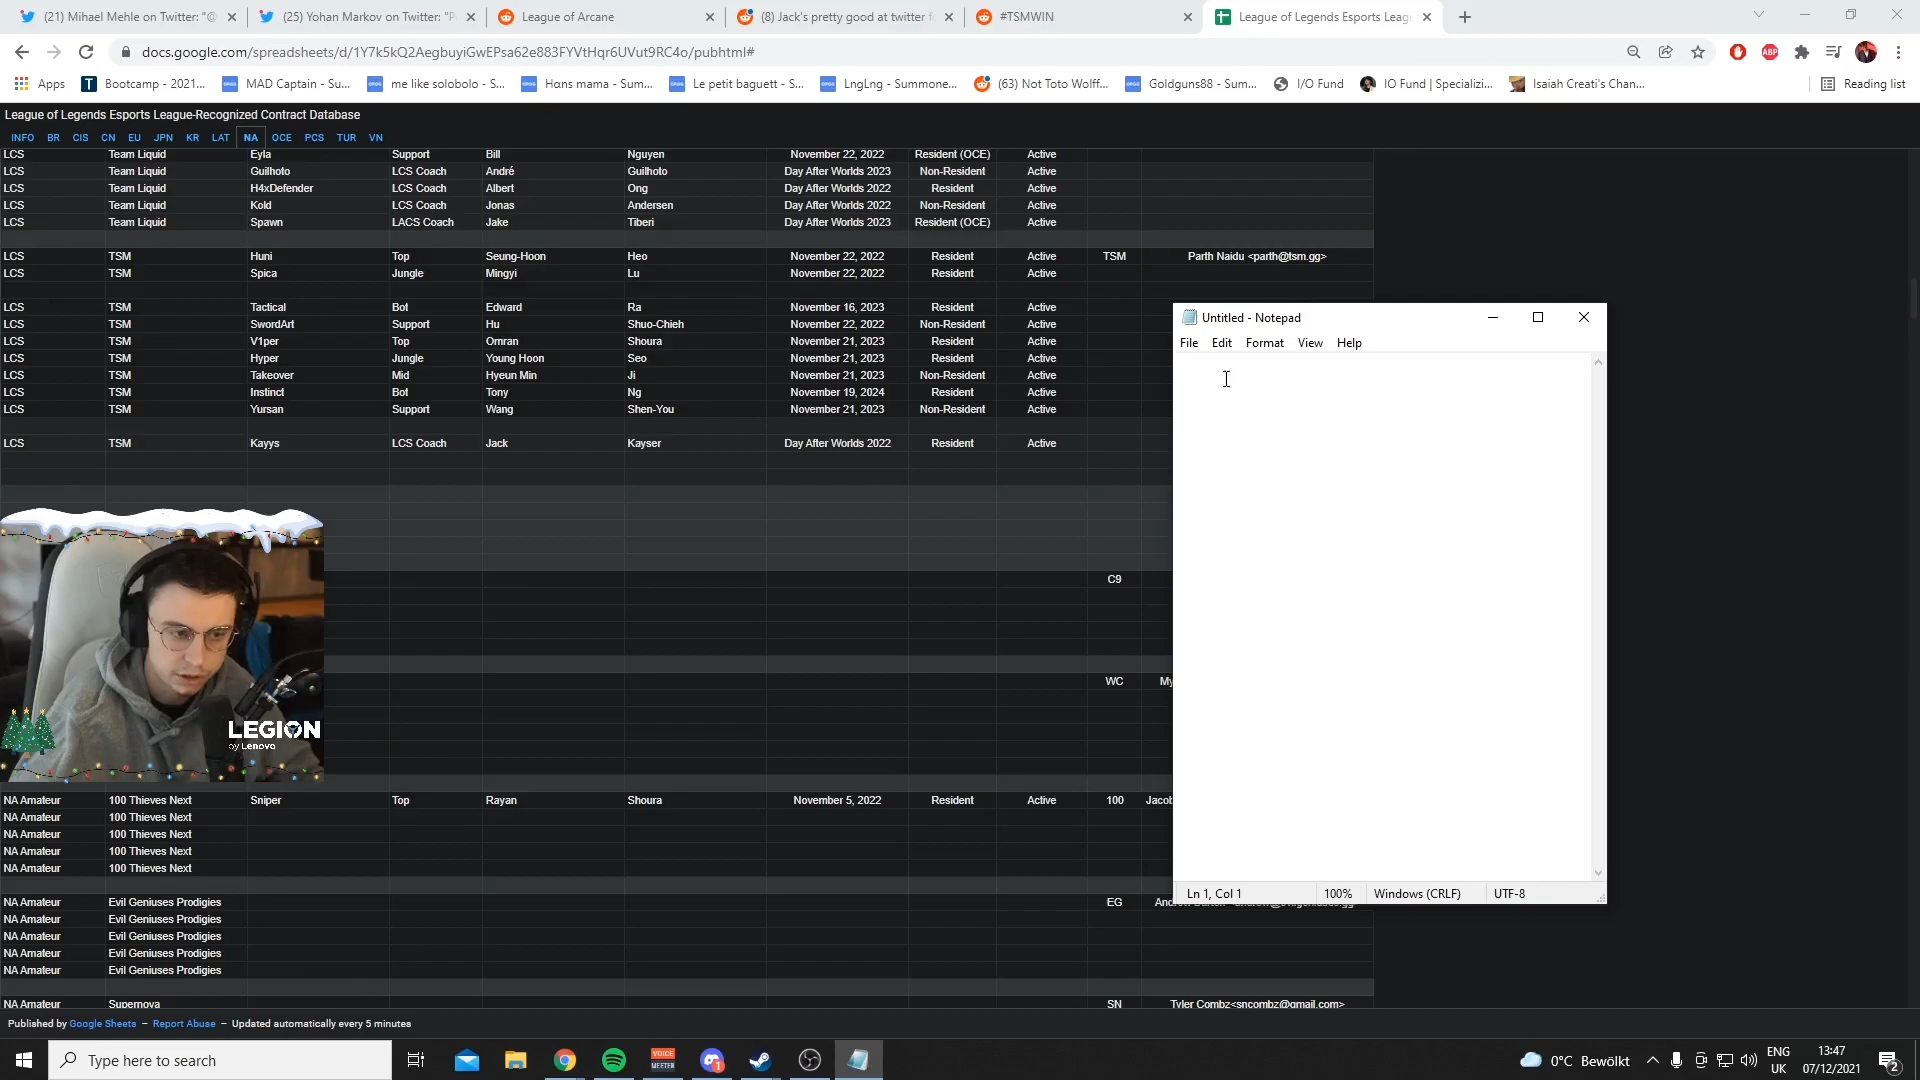 (21) Mihael Mehle on Twitter: "@
(25) Yohan Markov on Twitter: "P
League of Arcane
(8) Jack's pretty good at twitter f
#TSMWIN
League of Legends Esports Leag
docs.google.com/spreadsheets/d/1Y7k5kQ2AegbuyiGwEPsa62e883FYVtHqr6UVut9RC4o/pubhtml#
ABP
Apps
Bootcamp - 2021...
MAD Captain - Su...
me like solobolo - S...
Hans mama - Sum...
Le petit baguett - S...
LngLng - Summone...
(63) Not Toto Wolff...
Goldguns88 - Sum...
I/O Fund
IO Fund | Specializi...
Isaiah Creati's Chan...
Reading list
League of Legends Esports League-Recognized Contract Database
INFO BR CIS CN EU JPN KR LAT NA OCE PCS TUR VN
LCS Team Liquid Eyla Support Bill Nguyen November 22, 2022 Resident (OCE) Active
LCS Team Liquid Guilhoto LCS Coach André Guilhoto Day After Worlds 2023 Non-Resident Active
LCS Team Liquid H4xDefender LCS Coach Albert Ong Day After Worlds 2022 Resident Active
LCS Team Liquid Kold LCS Coach Jonas Andersen Day After Worlds 2022 Non-Resident Active
LCS Team Liquid Spawn LACS Coach Jake Tiberi Day After Worlds 2023 Resident (OCE) Active
LCS TSM Huni Top Seung-Hoon Heo November 22, 2022 Resident Active TSM Parth Naidu <parth@tsm.gg>
LCS TSM Spica Jungle Mingyi Lu November 22, 2022 Resident Active
LCS TSM Tactical Bot Edward Ra November 16, 2023 Resident Active
LCS TSM SwordArt Support Hu Shuo-Chieh November 22, 2022 Non-Resident Active
LCS TSM V1per Top Omran Shoura November 21, 2023 Resident Active
LCS TSM Hyper Jungle Young Hoon Seo November 21, 2023 Resident Active
LCS TSM Takeover Mid Hyeun Min Ji November 21, 2023 Non-Resident Active
LCS TSM Instinct Bot Tony Ng November 19, 2024 Resident Active
LCS TSM Yursan Support Wang Shen-You November 21, 2023 Non-Resident Active
LCS TSM Kayys LCS Coach Jack Kayser Day After Worlds 2022 Resident Active
C9
WC My
NA Amateur 100 Thieves Next Sniper Top Rayan Shoura November 5, 2022 Resident Active 100 Jacob
NA Amateur 100 Thieves Next
NA Amateur 100 Thieves Next
NA Amateur 100 Thieves Next
NA Amateur 100 Thieves Next
NA Amateur Evil Geniuses Prodigies EG
NA Amateur Evil Geniuses Prodigies
NA Amateur Evil Geniuses Prodigies
NA Amateur Evil Geniuses Prodigies
NA Amateur Evil Geniuses Prodigies
NA Amateur Supernova SN Tyler Combz<sncombz@gmail.com>
Published by Google Sheets – Report Abuse – Updated automatically every 5 minutes
Untitled - Notepad
File Edit Format View Help
Ln 1, Col 1 100% Windows (CRLF) UTF-8
LEGION
by Lenovo
Type here to search
VOICE
MEETER
1
0°C Bewölkt
ENG
UK
13:47
07/12/2021
2